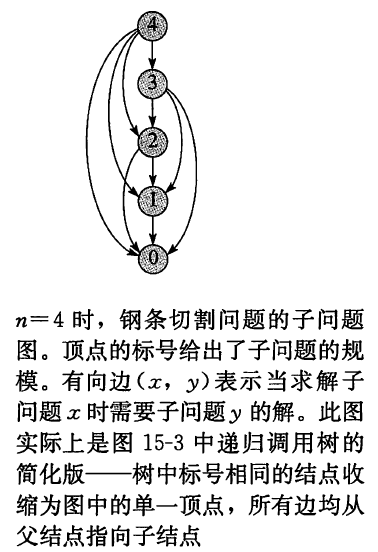 4
3
2
1
0
n=4 时，钢条切割问题的子问题
图。顶点的标号给出了子问题的规
模。有向边(x，y)表示当求解子
问题 x 时需要子问题 y 的解。此图
实际上是图 15-3 中递归调用树的
简化版——树中标号相同的结点收
缩为图中的单一顶点，所有边均从
父结点指向子结点